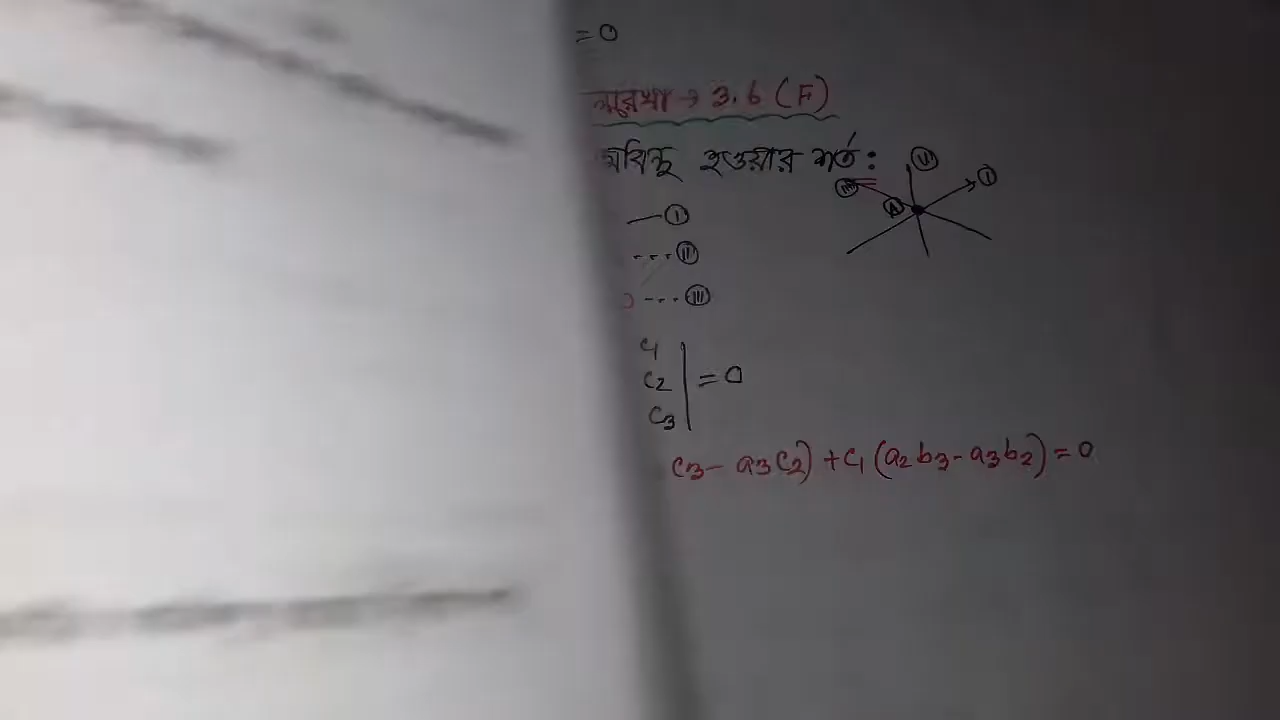 = 0
→ 3.6 (F)
হওয়ার শর্ত :
— (I)
--- (II)
--- (III)
(II) (I) (III) (A)
c1
c2 = 0
c3
c3 - a3c2) + c1 (a2b3 - a3b2) = 0